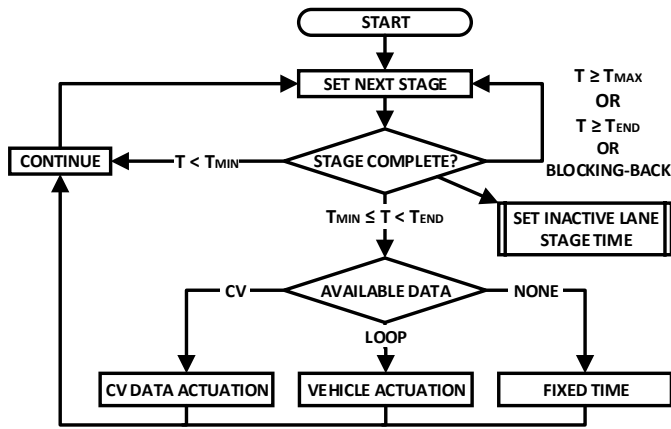 START
SET NEXT STAGE
T ≥ TMAX
OR
T ≥ TEND
OR
BLOCKING-BACK
CONTINUE
T < TMIN
STAGE COMPLETE?
TMIN ≤ T < TEND
SET INACTIVE LANE
STAGE TIME
CV
AVAILABLE DATA
NONE
LOOP
CV DATA ACTUATION
VEHICLE ACTUATION
FIXED TIME